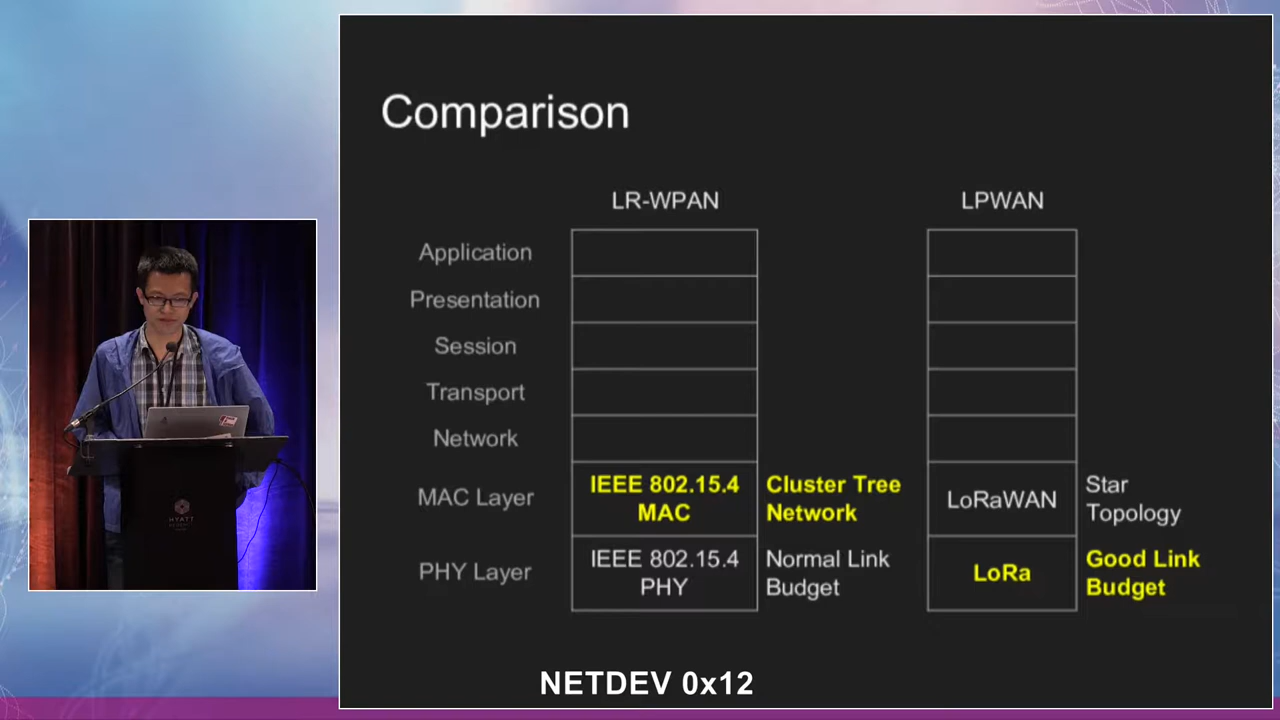 Comparison
LR-WPAN
LPWAN
Application
Presentation
Session
Transport
Network
MAC Layer
IEEE 802.15.4
MAC
Cluster Tree
Network
LoRaWAN
Star
Topology
PHY Layer
IEEE 802.15.4
PHY
Normal Link
Budget
LoRa
Good Link
Budget
HYATT
NETDEV 0x12